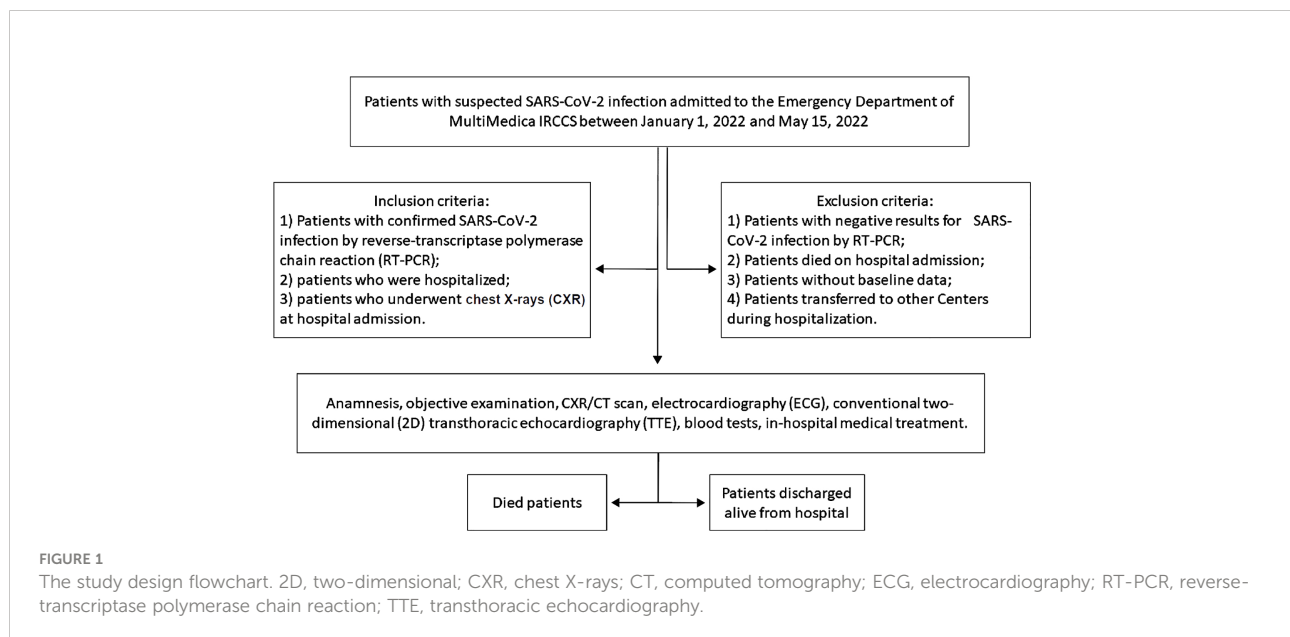 Patients with suspected SARS-CoV-2 infection admitted to the Emergency Department of
MultiMedica IRCCS between January 1, 2022 and May 15, 2022
Inclusion criteria:
1) Patients with confirmed SARS-CoV-2
infection by reverse-transcriptase polymerase
chain reaction (RT-PCR);
2) patients who were hospitalized;
3) patients who underwent chest X-rays (CXR)
at hospital admission.
Exclusion criteria:
1) Patients with negative results for SARS-
CoV-2 infection by RT-PCR;
2) Patients died on hospital admission;
3) Patients without baseline data;
4) Patients transferred to other Centers
during hospitalization.
Anamnesis, objective examination, CXR/CT scan, electrocardiography (ECG), conventional two-
dimensional (2D) transthoracic echocardiography (TTE), blood tests, in-hospital medical treatment.
Died patients
Patients discharged
alive from hospital
FIGURE 1
The study design flowchart. 2D, two-dimensional; CXR, chest X-rays; CT, computed tomography; ECG, electrocardiography; RT-PCR, reverse-
transcriptase polymerase chain reaction; TTE, transthoracic echocardiography.